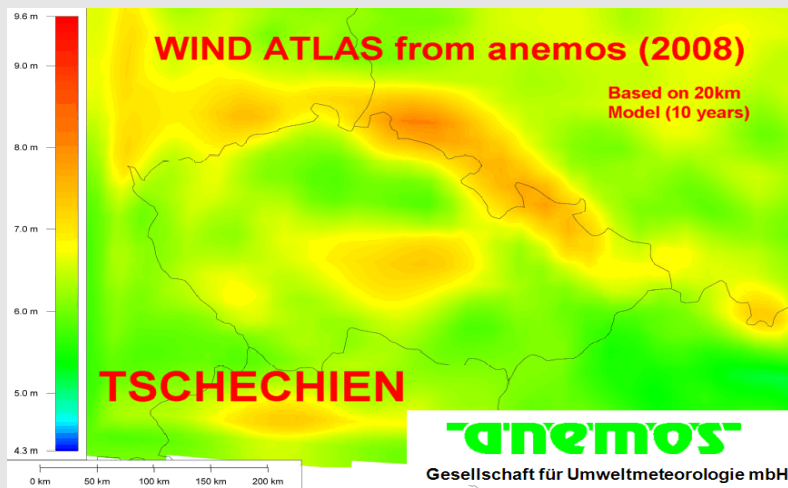 9.6 m
WIND ATLAS from anemos (2008)
9.0 m
Based on 20km
Model (10 years)
8.0 m
7.0 m
6.0 m
5.0 m
TSCHECHIEN
4.3 m
anemos
0 km 50 km 100 km 150 km 200 km
Gesellschaft für Umweltmeteorologie mbH